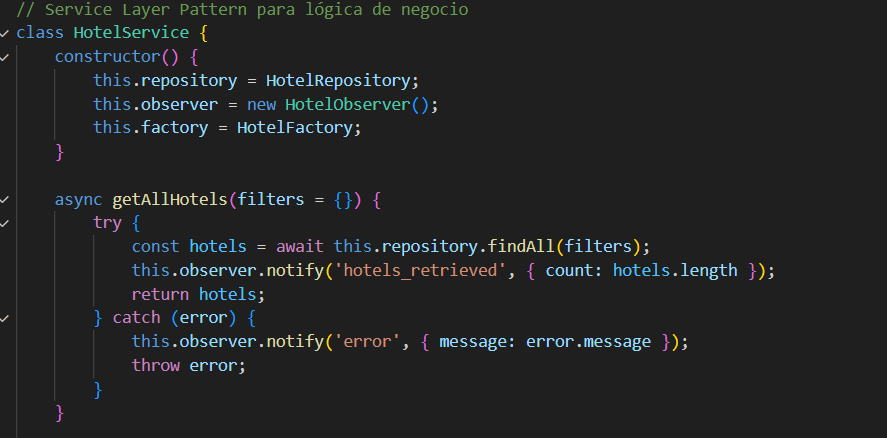 // Service Layer Pattern para lógica de negocio
class HotelService {
    constructor() {
        this.repository = HotelRepository;
        this.observer = new HotelObserver();
        this.factory = HotelFactory;
    }

    async getAllHotels(filters = {}) {
        try {
            const hotels = await this.repository.findAll(filters);
            this.observer.notify('hotels_retrieved', { count: hotels.length });
            return hotels;
        } catch (error) {
            this.observer.notify('error', { message: error.message });
            throw error;
        }
    }